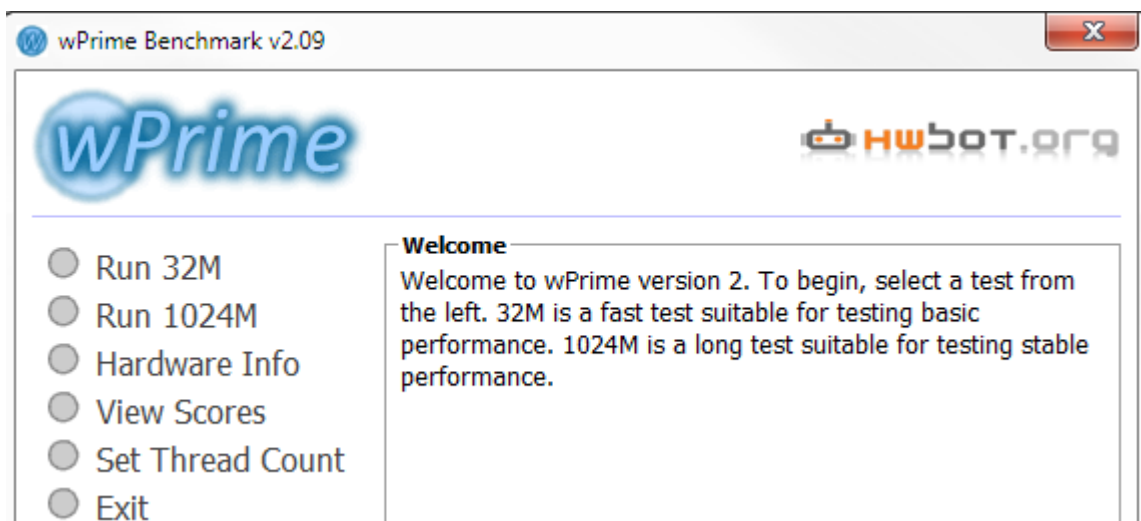 wPrime Benchmark v2.09
wPrime
HWBOT.org
Run 32M
Run 1024M
Hardware Info
View Scores
Set Thread Count
Exit
Welcome
Welcome to wPrime version 2. To begin, select a test from
the left. 32M is a fast test suitable for testing basic
performance. 1024M is a long test suitable for testing stable
performance.